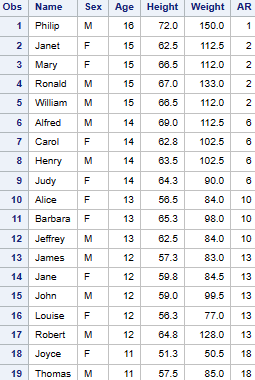 Obs Name Sex Age Height Weight AR
1 Philip M 16 72.0 150.0 1
2 Janet F 15 62.5 112.5 2
3 Mary F 15 66.5 112.0 2
4 Ronald M 15 67.0 133.0 2
5 William M 15 66.5 112.0 2
6 Alfred M 14 69.0 112.5 6
7 Carol F 14 62.8 102.5 6
8 Henry M 14 63.5 102.5 6
9 Judy F 14 64.3 90.0 6
10 Alice F 13 56.5 84.0 10
11 Barbara F 13 65.3 98.0 10
12 Jeffrey M 13 62.5 84.0 10
13 James M 12 57.3 83.0 13
14 Jane F 12 59.8 84.5 13
15 John M 12 59.0 99.5 13
16 Louise F 12 56.3 77.0 13
17 Robert M 12 64.8 128.0 13
18 Joyce F 11 51.3 50.5 18
19 Thomas M 11 57.5 85.0 18